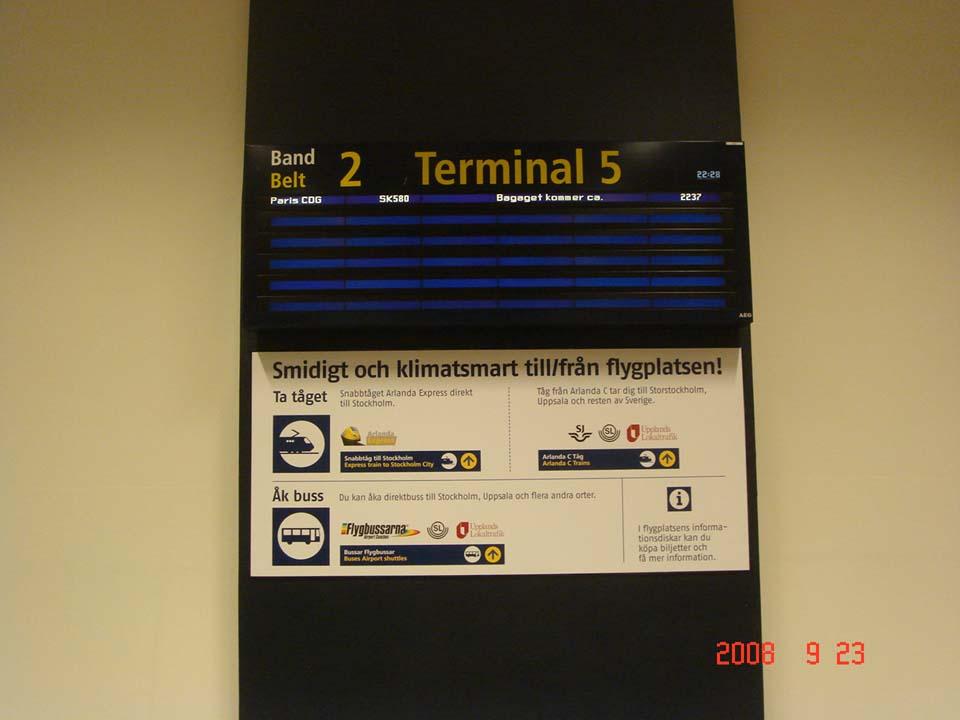 Band
Belt
2
Terminal 5
22:28
Paris CDG SK580 Bagaget kommer ca. 2237
AEG
Smidigt och klimatsmart till/från flygplatsen!
Ta tåget
Snabbtåget Arlanda Express direkt
till Stockholm.
Arlanda
Express
Snabbtåg till Stockholm
Express train to Stockholm City
Tåg från Arlanda C tar dig till Storstockholm,
Uppsala och resten av Sverige.
SJ
SL
Upplands
Lokaltrafik
Arlanda C Tåg
Arlanda C Trains
Åk buss
Du kan åka direktbuss till Stockholm, Uppsala och flera andra orter.
Flygbussarna
Airport Coaches
SL
Upplands
Lokaltrafik
Bussar Flygbussar
Buses Airport shuttles
i
I flygplatsens informa-
tionsdiskar kan du
köpa biljetter och
få mer information.
2008 9 23